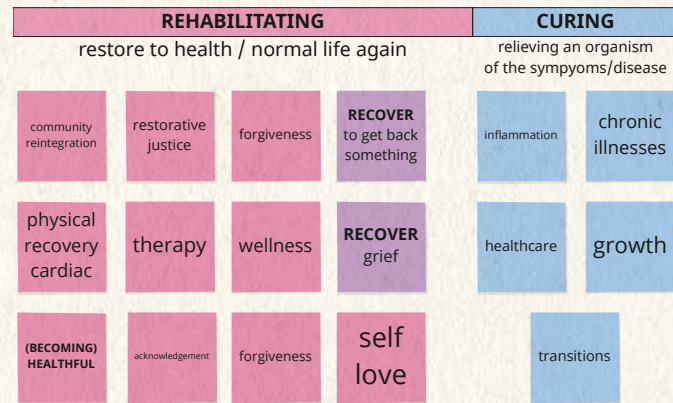 REHABILITATING
CURING
restore to health / normal life again
relieving an organism
of the sympyoms/disease
community
reintegration
restorative
justice
forgiveness
RECOVER
to get back
something
inflammation
chronic
illnesses
physical
recovery
cardiac
therapy
wellness
RECOVER
grief
healthcare
growth
(BECOMING)
HEALTHFUL
acknowledgement
forgiveness
self
love
transitions